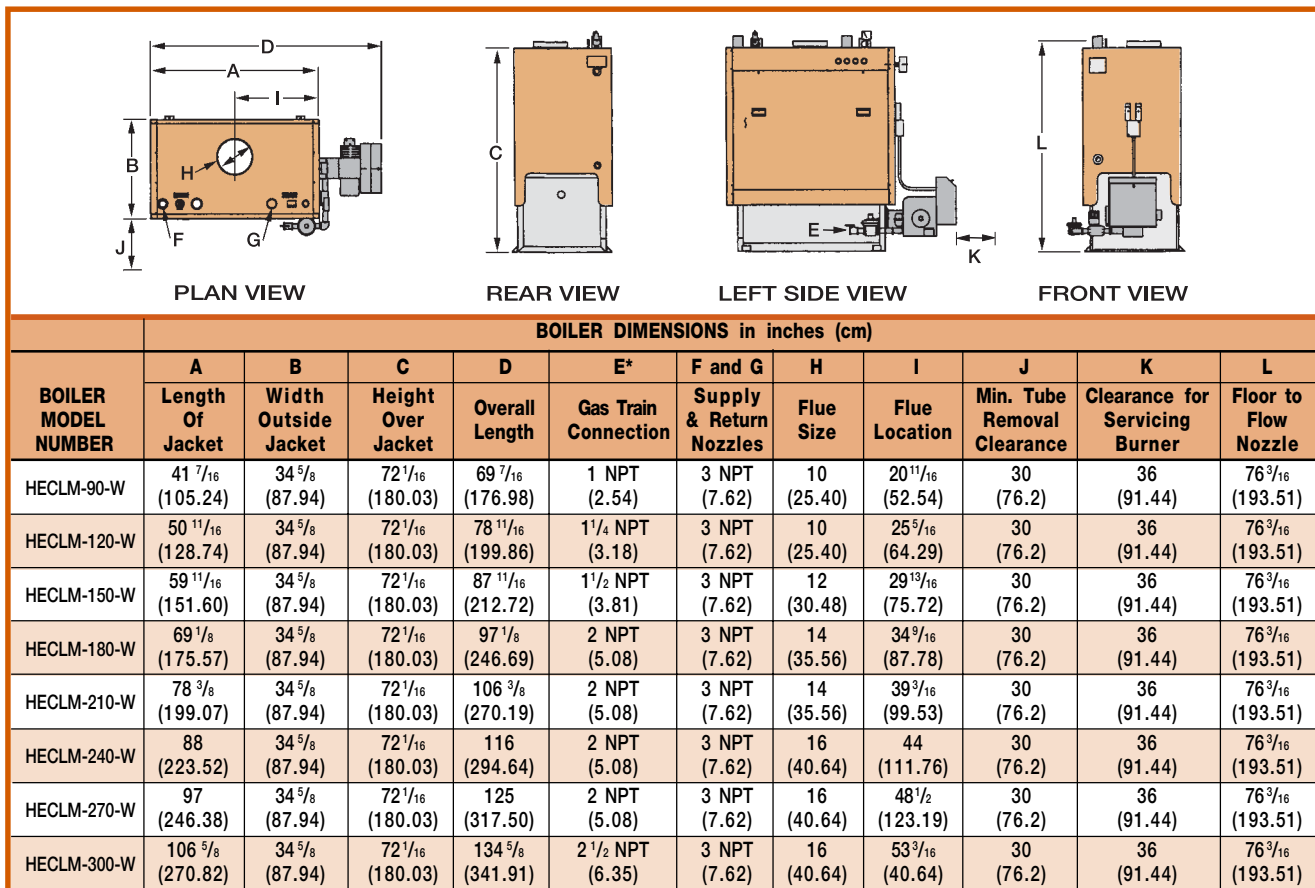 D
A
I
B
H
F
G
J
C
E
K
L
PLAN VIEW
REAR VIEW
LEFT SIDE VIEW
FRONT VIEW
BOILER DIMENSIONS in inches (cm)
BOILER MODEL NUMBER
A B C D E* F and G H I J K L
Length Of Jacket
Width Outside Jacket
Height Over Jacket
Overall Length
Gas Train Connection
Supply & Return Nozzles
Flue Size
Flue Location
Min. Tube Removal Clearance
Clearance for Servicing Burner
Floor to Flow Nozzle
HECLM-90-W
41 7/16 34 5/8 72 1/16 69 7/16 1 NPT 3 NPT 10 20 11/16 30 36 76 3/16
(105.24) (87.94) (180.03) (176.98) (2.54) (7.62) (25.40) (52.54) (76.2) (91.44) (193.51)
HECLM-120-W
50 11/16 34 5/8 72 1/16 78 11/16 1 1/4 NPT 3 NPT 10 25 5/16 30 36 76 3/16
(128.74) (87.94) (180.03) (199.86) (3.18) (7.62) (25.40) (64.29) (76.2) (91.44) (193.51)
HECLM-150-W
59 11/16 34 5/8 72 1/16 87 11/16 1 1/2 NPT 3 NPT 12 29 13/16 30 36 76 3/16
(151.60) (87.94) (180.03) (212.72) (3.81) (7.62) (30.48) (75.72) (76.2) (91.44) (193.51)
HECLM-180-W
69 1/8 34 5/8 72 1/16 97 1/8 2 NPT 3 NPT 14 34 9/16 30 36 76 3/16
(175.57) (87.94) (180.03) (246.69) (5.08) (7.62) (35.56) (87.78) (76.2) (91.44) (193.51)
HECLM-210-W
78 3/8 34 5/8 72 1/16 106 3/8 2 NPT 3 NPT 14 39 3/16 30 36 76 3/16
(199.07) (87.94) (180.03) (270.19) (5.08) (7.62) (35.56) (99.53) (76.2) (91.44) (193.51)
HECLM-240-W
88 34 5/8 72 1/16 116 2 NPT 3 NPT 16 44 30 36 76 3/16
(223.52) (87.94) (180.03) (294.64) (5.08) (7.62) (40.64) (111.76) (76.2) (91.44) (193.51)
HECLM-270-W
97 34 5/8 72 1/16 125 2 NPT 3 NPT 16 48 1/2 30 36 76 3/16
(246.38) (87.94) (180.03) (317.50) (5.08) (7.62) (40.64) (123.19) (76.2) (91.44) (193.51)
HECLM-300-W
106 5/8 34 5/8 72 1/16 134 5/8 2 1/2 NPT 3 NPT 16 53 3/16 30 36 76 3/16
(270.82) (87.94) (180.03) (341.91) (6.35) (7.62) (40.64) (40.64) (76.2) (91.44) (193.51)